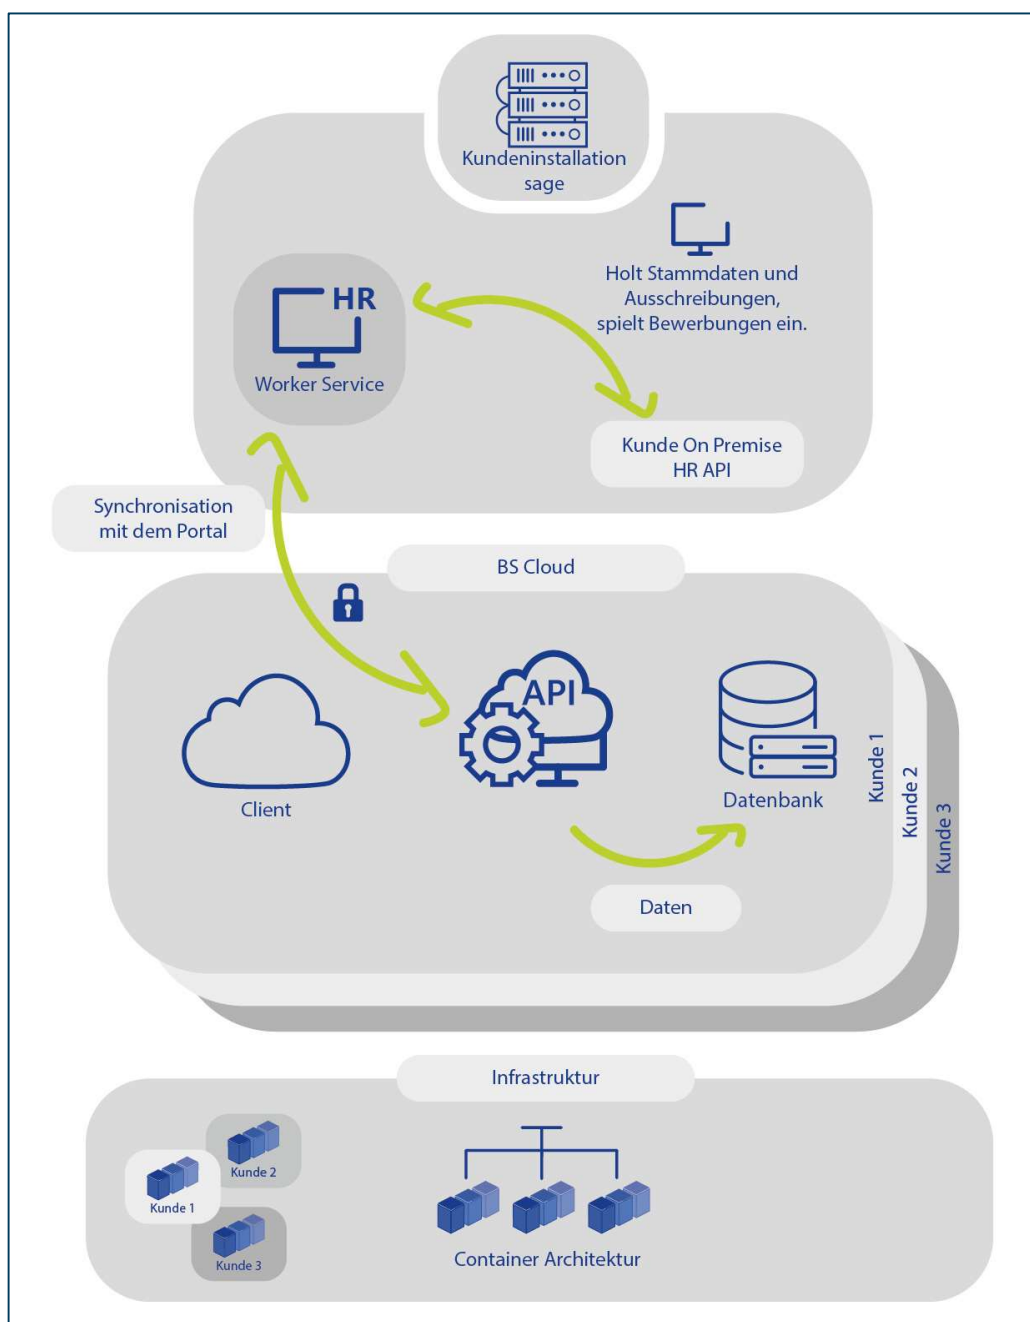 Kundeninstallation
sage
Holt Stammdaten und
Ausschreibungen,
spielt Bewerbungen ein.
HR
Worker Service
Kunde On Premise
HR API
Synchronisation
mit dem Portal
BS Cloud
API
Client
Datenbank
Kunde 1
Kunde 2
Kunde 3
Daten
Infrastruktur
Kunde 2
Kunde 1
Kunde 3
Container Architektur